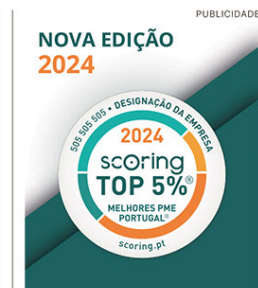 PUBLICIDADE
NOVA EDIÇÃO
2024
505 505 505 • DESIGNAÇÃO DA EMPRESA
2024
scoring
TOP 5%®
MELHORES PME
PORTUGAL®
scoring.pt